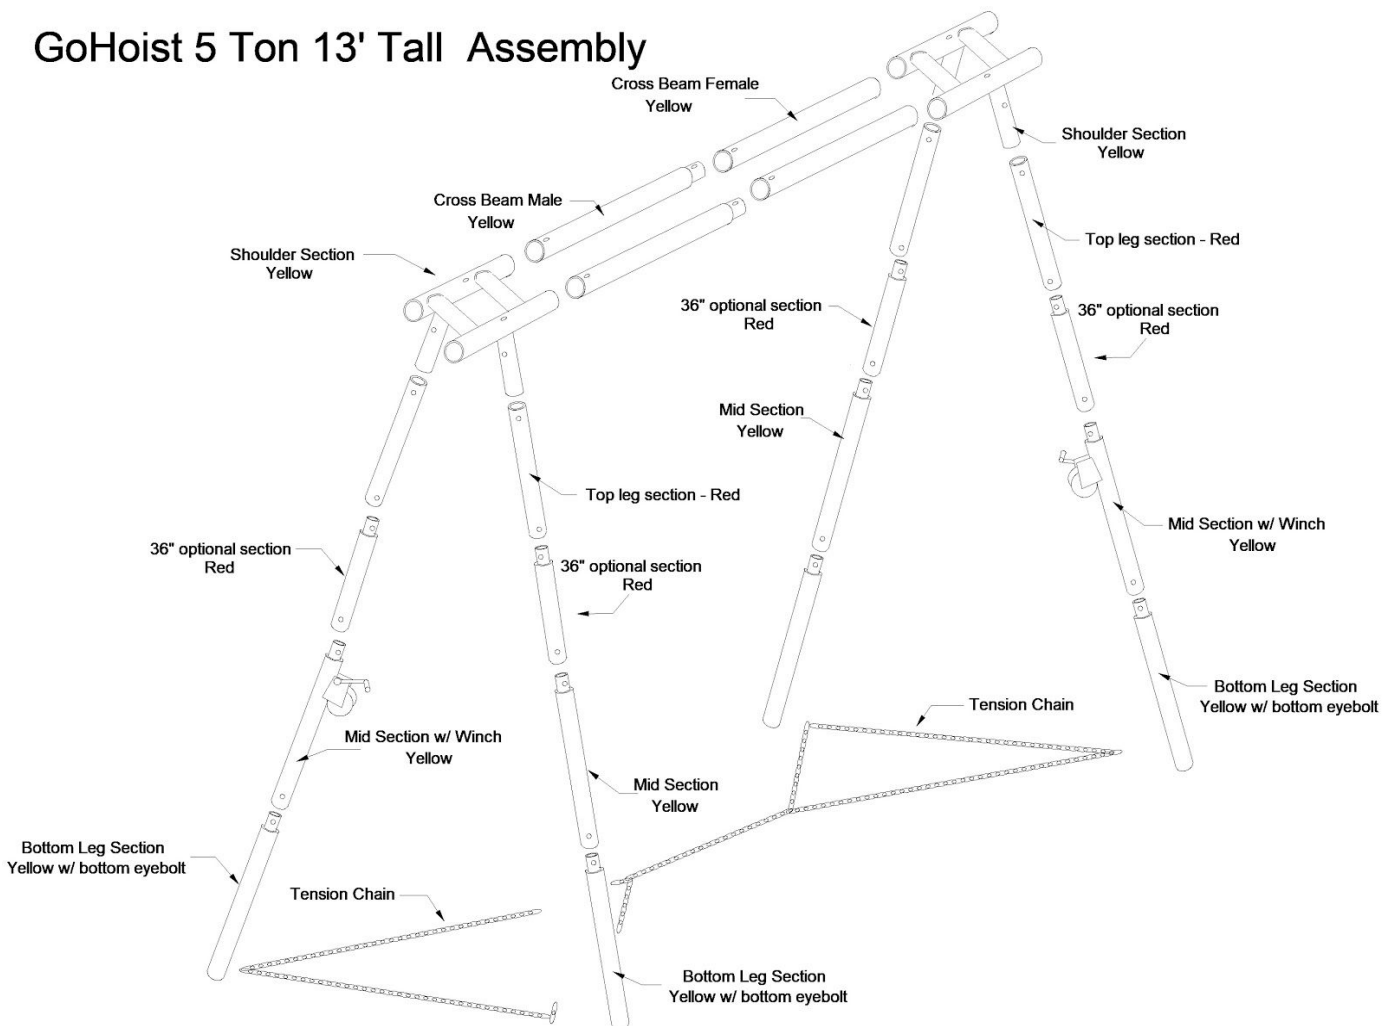 GoHoist 5 Ton 13' Tall Assembly
Cross Beam Female
Yellow
Shoulder Section
Yellow
Cross Beam Male
Yellow
Top leg section - Red
Shoulder Section
Yellow
36" optional section
Red
36" optional section
Red
Mid Section
Yellow
Top leg section - Red
Mid Section w/ Winch
Yellow
36" optional section
Red
36" optional section
Red
Bottom Leg Section
Yellow w/ bottom eyebolt
Tension Chain
Mid Section w/ Winch
Yellow
Mid Section
Yellow
Bottom Leg Section
Yellow w/ bottom eyebolt
Tension Chain
Bottom Leg Section
Yellow w/ bottom eyebolt